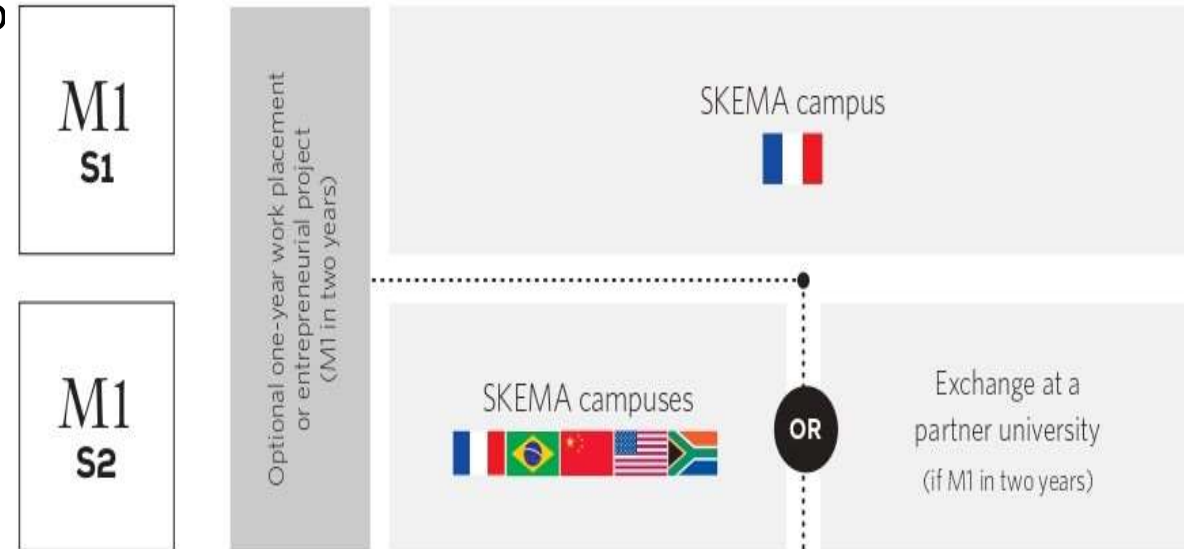 M1
S1
Optional one-year work placement
or entrepreneurial project
(M1 in two years)
SKEMA campus
M1
S2
SKEMA campuses
OR
Exchange at a
partner university
(if M1 in two years)